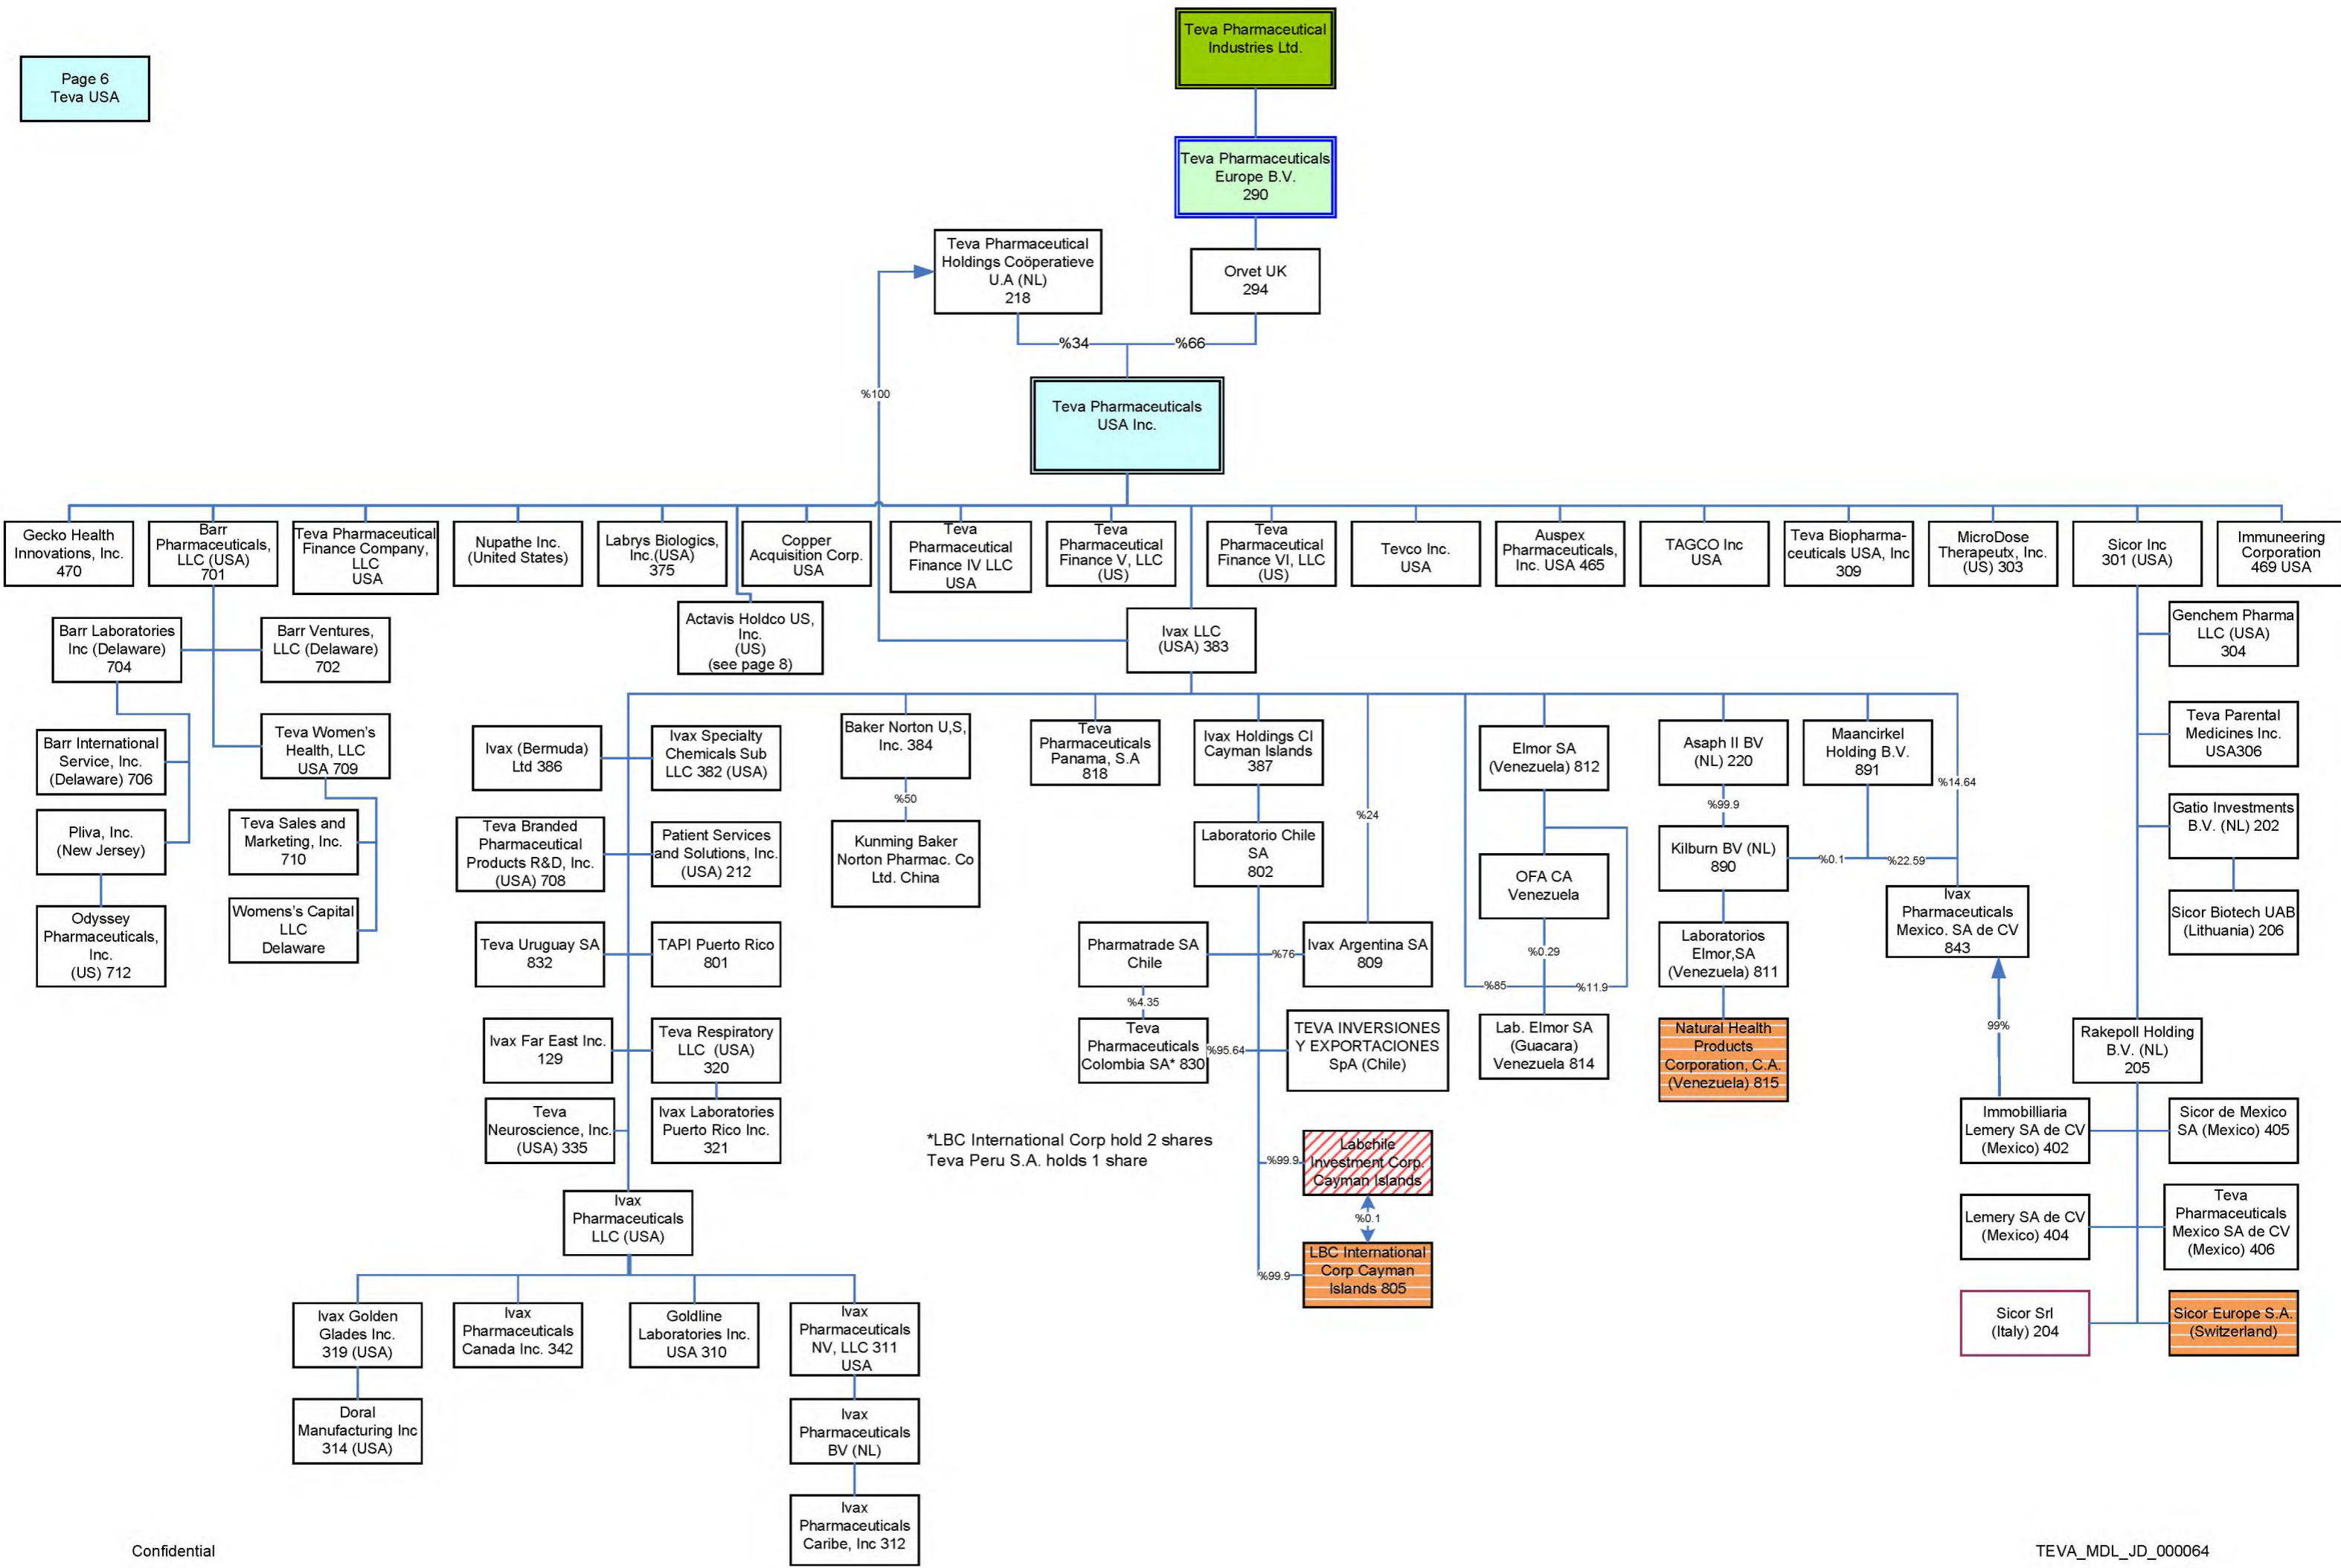 Page 6
Teva USA
Teva Pharmaceutical
Industries Ltd.
Teva Pharmaceuticals
Europe B.V.
290
Teva Pharmaceutical
Holdings Coöperatieve
U.A (NL)
218
Orvet UK
294
%34
%66
%100
Teva Pharmaceuticals
USA Inc.
Gecko Health
Innovations, Inc.
470
Barr
Pharmaceuticals,
LLC (USA)
701
Teva Pharmaceutical
Finance Company,
LLC
USA
Nupathe Inc.
(United States)
Labrys Biologics,
Inc.(USA)
375
Copper
Acquisition Corp.
USA
Teva
Pharmaceutical
Finance IV LLC
USA
Teva
Pharmaceutical
Finance V, LLC
(US)
Teva
Pharmaceutical
Finance VI, LLC
(US)
Tevco Inc.
USA
Auspex
Pharmaceuticals,
Inc. USA 465
TAGCO Inc
USA
Teva Biopharma-
ceuticals USA, Inc
309
MicroDose
Therapeutx, Inc.
(US) 303
Sicor Inc
301 (USA)
Immuneering
Corporation
469 USA
Barr Laboratories
Inc (Delaware)
704
Barr Ventures,
LLC (Delaware)
702
Actavis Holdco US,
Inc.
(US)
(see page 8)
Ivax LLC
(USA) 383
Genchem Pharma
LLC (USA)
304
Barr International
Service, Inc.
(Delaware) 706
Teva Women's
Health, LLC
USA 709
Ivax (Bermuda)
Ltd 386
Ivax Specialty
Chemicals Sub
LLC 382 (USA)
Baker Norton U,S,
Inc. 384
Teva
Pharmaceuticals
Panama, S.A
818
Ivax Holdings CI
Cayman Islands
387
Elmor SA
(Venezuela) 812
Asaph II BV
(NL) 220
Maancirkel
Holding B.V.
891
%14.64
Teva Parental
Medicines Inc.
USA306
%50
%24
%99.9
Pliva, Inc.
(New Jersey)
Teva Sales and
Marketing, Inc.
710
Teva Branded
Pharmaceutical
Products R&D, Inc.
(USA) 708
Patient Services
and Solutions, Inc.
(USA) 212
Kunming Baker
Norton Pharmac. Co
Ltd. China
Laboratorio Chile
SA
802
OFA CA
Venezuela
Kilburn BV (NL)
890
%0.1
%22.59
Gatio Investments
B.V. (NL) 202
Ivax
Pharmaceuticals
Mexico. SA de CV
843
Odyssey
Pharmaceuticals,
Inc.
(US) 712
Womens's Capital
LLC
Delaware
Teva Uruguay SA
832
TAPI Puerto Rico
801
Pharmatrade SA
Chile
%76
Ivax Argentina SA
809
%0.29
%85
%11.9
Laboratorios
Elmor,SA
(Venezuela) 811
Sicor Biotech UAB
(Lithuania) 206
%4.35
Ivax Far East Inc.
129
Teva Respiratory
LLC (USA)
320
Teva
Pharmaceuticals
Colombia SA* 830
%95.64
TEVA INVERSIONES
Y EXPORTACIONES
SpA (Chile)
Lab. Elmor SA
(Guacara)
Venezuela 814
Natural Health
Products
Corporation, C.A.
(Venezuela) 815
99%
Rakepoll Holding
B.V. (NL)
205
Teva
Neuroscience, Inc.
(USA) 335
Ivax Laboratories
Puerto Rico Inc.
321
*LBC International Corp hold 2 shares
Teva Peru S.A. holds 1 share
%99.9
Labchile
Investment Corp.
Cayman Islands
Immobilliaria
Lemery SA de CV
(Mexico) 402
Sicor de Mexico
SA (Mexico) 405
%0.1
Ivax
Pharmaceuticals
LLC (USA)
%99.9
LBC International
Corp Cayman
Islands 805
Lemery SA de CV
(Mexico) 404
Teva
Pharmaceuticals
Mexico SA de CV
(Mexico) 406
Ivax Golden
Glades Inc.
319 (USA)
Ivax
Pharmaceuticals
Canada Inc. 342
Goldline
Laboratories Inc.
USA 310
Ivax
Pharmaceuticals
NV, LLC 311
USA
Sicor Srl
(Italy) 204
Sicor Europe S.A.
(Switzerland)
Doral
Manufacturing Inc
314 (USA)
Ivax
Pharmaceuticals
BV (NL)
Ivax
Pharmaceuticals
Caribe, Inc 312
Confidential
TEVA_MDL_JD_000064